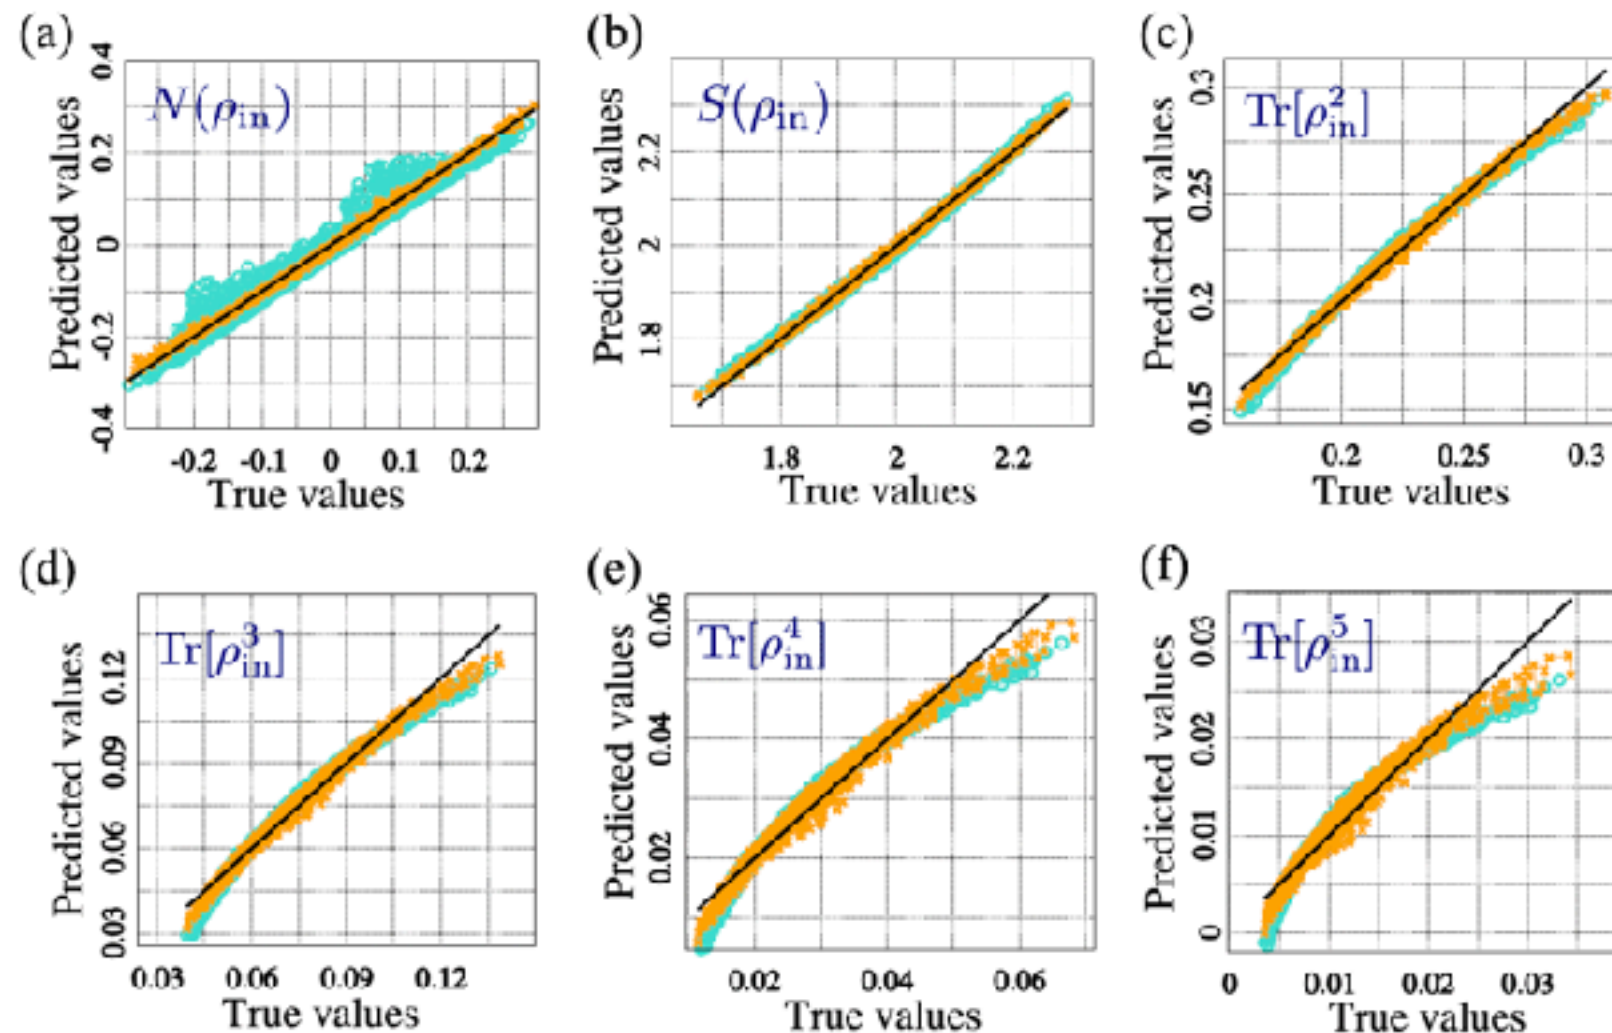 (a)
N(ρin)
Predicted values
0.4
0.2
0
-0.2
-0.4
-0.2 -0.1 0 0.1 0.2
True values
(b)
S(ρin)
Predicted values
2.2
2
1.8
1.8 2 2.2
True values
(c)
Tr[ρ²in]
Predicted values
0.3
0.25
0.2
0.15
0.2 0.25 0.3
True values
(d)
Tr[ρ³in]
Predicted values
0.12
0.09
0.06
0.03
0.03 0.06 0.09 0.12
True values
(e)
Tr[ρ⁴in]
Predicted values
0.06
0.04
0.02
0.02 0.04 0.06
True values
(f)
Tr[ρ⁵in]
Predicted values
0.03
0.02
0.01
0
0 0.01 0.02 0.03
True values